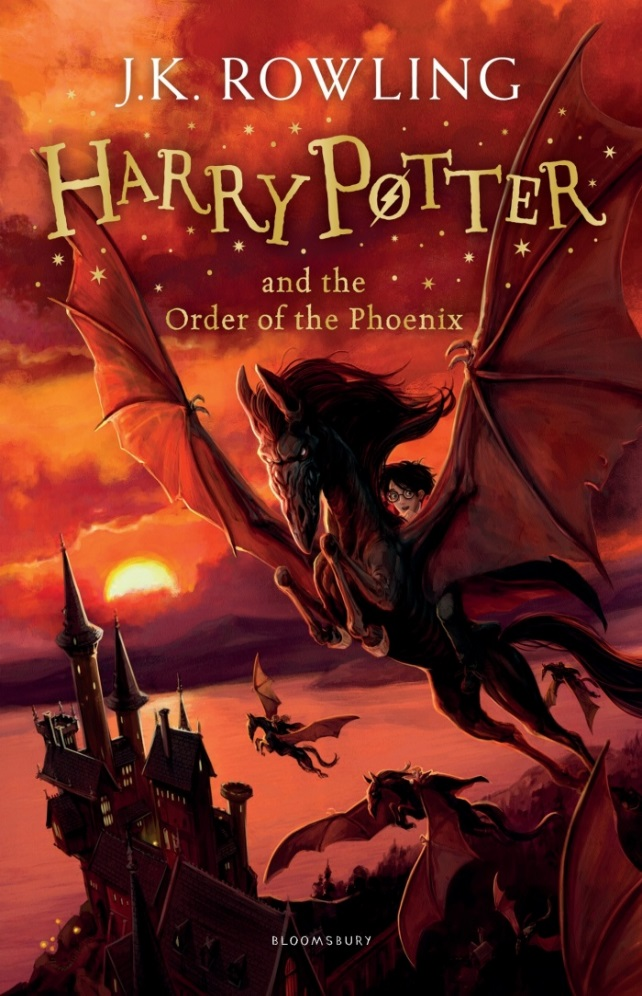 J.K. ROWLING
HARRY POTTER
and the
Order of the Phoenix
BLOOMSBURY